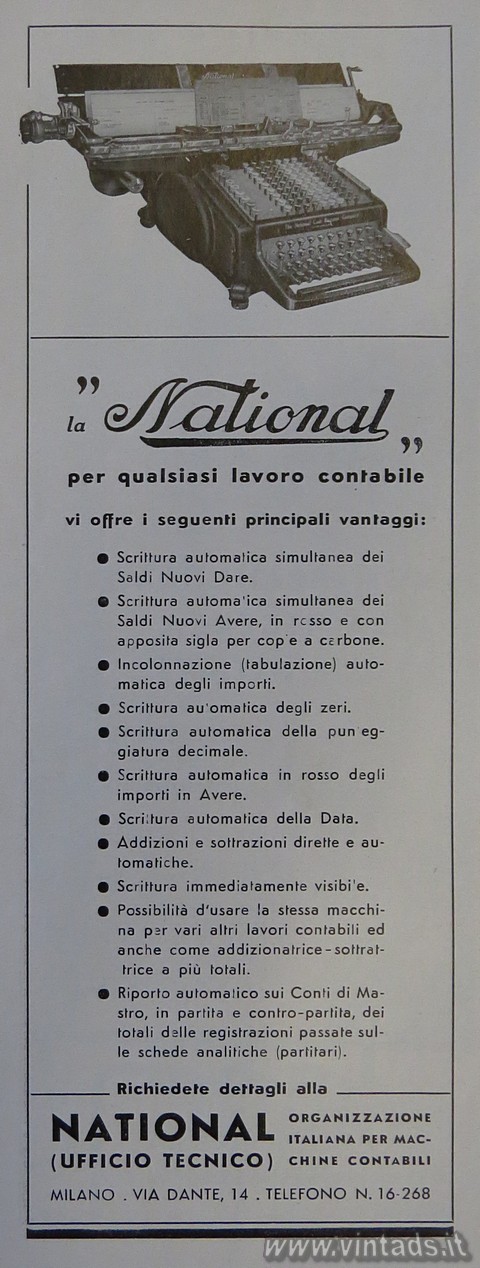 National
The National Cash Register Company
la „ National „
per qualsiasi lavoro contabile
vi offre i seguenti principali vantaggi:
● Scrittura automatica simultanea dei
Saldi Nuovi Dare.
● Scrittura automa'ica simultanea dei
Saldi Nuovi Avere, in rosso e con
apposita sigla per cop'e a carbone.
● Incolonnazione (tabulazione) auto-
matica degli importi.
● Scrittura au'omatica degli zeri.
● Scrittura automatica della pun'eg-
giatura decimale.
● Scrittura automatica in rosso degli
importi in Avere.
● Scrittura automatica della Data.
● Addizioni e sottrazioni dirette e au-
tomatiche.
● Scrittura immediatamente visibi'e.
● Possibilità d'usare la stessa macchi-
na per vari altri lavori contabili ed
anche come addizionatrice-sottrat-
trice a più totali.
● Riporto automatico sui Conti di Ma-
stro, in partita e contro-partita, dei
totali delle registrazioni passate sul-
le schede analitiche (partitari).
Richiedete dettagli alla
NATIONAL ORGANIZZAZIONE
ITALIANA PER MAC-
(UFFICIO TECNICO) CHINE CONTABILI
MILANO . VIA DANTE, 14 . TELEFONO N. 16-268
www.vintads.it